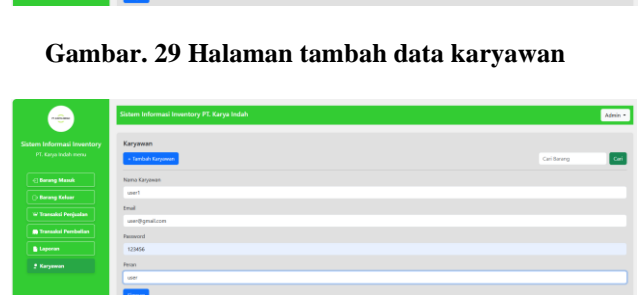 Gambar. 29 Halaman tambah data karyawan
Sistem Informasi Inventory PT. Karya Indah
Admin
Sistem Informasi Inventory
PT. Karya Indah menu
Karyawan
+ Tambah Karyawan
Cari Barang
Cari
Barang Masuk
Barang Keluar
Transaksi Penjualan
Transaksi Pembelian
Laporan
Karyawan
Nama Karyawan
user1
Email
user@gmail.com
Password
123456
Peran
user